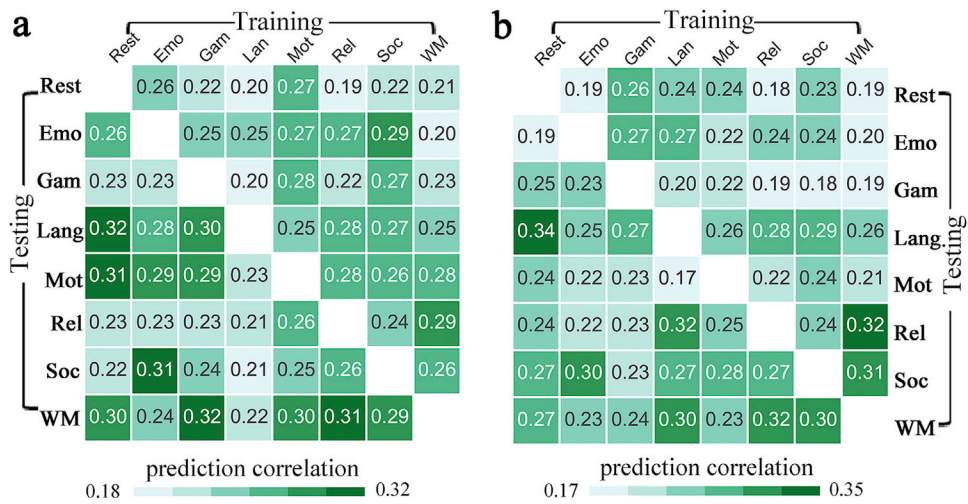 a
Training
Rest Emo Gam Lan Mot Rel Soc WM
Testing
Rest 0.26 0.22 0.20 0.27 0.19 0.22 0.21
Emo 0.26 0.25 0.25 0.27 0.27 0.29 0.20
Gam 0.23 0.23 0.20 0.28 0.22 0.27 0.23
Lang 0.32 0.28 0.30 0.25 0.28 0.27 0.25
Mot 0.31 0.29 0.29 0.23 0.28 0.26 0.28
Rel 0.23 0.23 0.23 0.21 0.26 0.24 0.29
Soc 0.22 0.31 0.24 0.21 0.25 0.26 0.26
WM 0.30 0.24 0.32 0.22 0.30 0.31 0.29
prediction correlation
0.18 0.32
b
Training
Rest Emo Gam Lan Mot Rel Soc WM
0.19 0.26 0.24 0.24 0.18 0.23 0.19 Rest
0.19 0.27 0.27 0.22 0.24 0.24 0.20 Emo
0.25 0.23 0.20 0.22 0.19 0.18 0.19 Gam
0.34 0.25 0.27 0.26 0.28 0.29 0.26 Lang
0.24 0.22 0.23 0.17 0.22 0.24 0.21 Mot
0.24 0.22 0.23 0.32 0.25 0.24 0.32 Rel
0.27 0.30 0.23 0.27 0.28 0.27 0.31 Soc
0.27 0.23 0.24 0.30 0.23 0.32 0.30 WM
Testing
prediction correlation
0.17 0.35